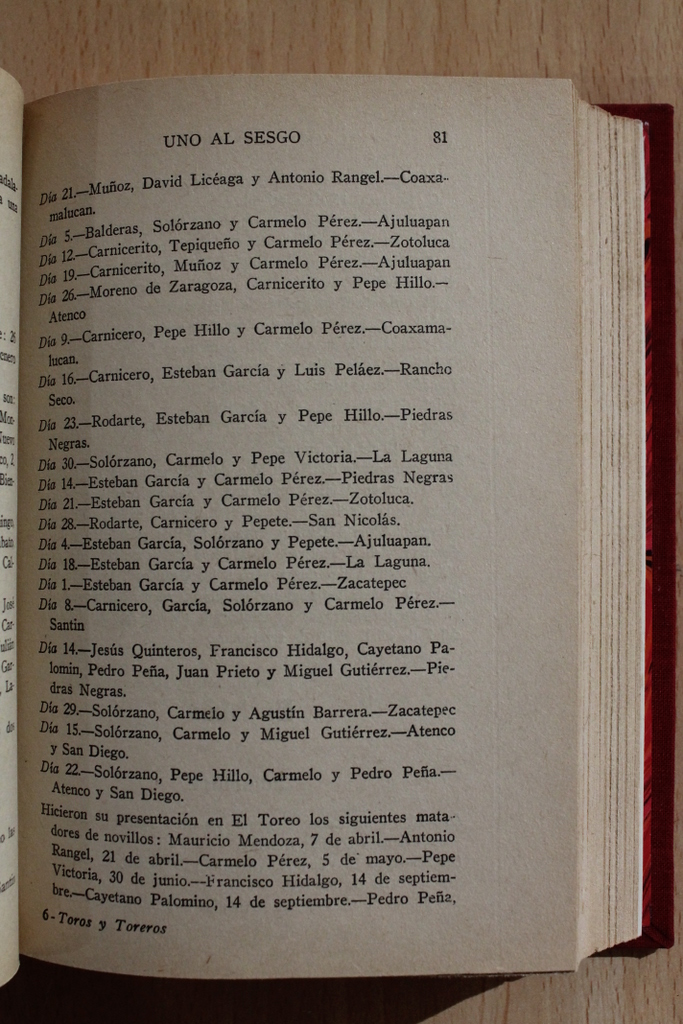 UNO AL SESGO 81
Día 21.—Muñoz, David Licéaga y Antonio Rangel.—Coaxa-
malucan.
Día 5.—Balderas, Solórzano y Carmelo Pérez.—Ajuluapan
Día 12.—Carnicerito, Tepiqueño y Carmelo Pérez.—Zotoluca
Día 19.—Carnicerito, Muñoz y Carmelo Pérez.—Ajuluapan
Día 26.—Moreno de Zaragoza, Carnicerito y Pepe Hillo.—
Atenco
Día 9.—Carnicero, Pepe Hillo y Carmelo Pérez.—Coaxama-
lucan.
Día 16.—Carnicero, Esteban García y Luis Peláez.—Rancho
Seco.
Día 23.—Rodarte, Esteban García y Pepe Hillo.—Piedras
Negras.
Día 30.—Solórzano, Carmelo y Pepe Victoria.—La Laguna
Día 14.—Esteban García y Carmelo Pérez.—Piedras Negras
Día 21.—Esteban García y Carmelo Pérez.—Zotoluca.
Día 28.—Rodarte, Carnicero y Pepete.—San Nicolás.
Día 4.—Esteban García, Solórzano y Pepete.—Ajuluapan.
Día 18.—Esteban García y Carmelo Pérez.—La Laguna.
Día 1.—Esteban García y Carmelo Pérez.—Zacatepec
Día 8.—Carnicero, García, Solórzano y Carmelo Pérez.—
Santín
Día 14.—Jesús Quinteros, Francisco Hidalgo, Cayetano Pa-
lomin, Pedro Peña, Juan Prieto y Miguel Gutiérrez.—Pie-
dras Negras.
Día 29.—Solórzano, Carmelo y Agustín Barrera.—Zacatepec
Día 15.—Solórzano, Carmelo y Miguel Gutiérrez.—Atenco
y San Diego.
Día 22.—Solórzano, Pepe Hillo, Carmelo y Pedro Peña.—
Atenco y San Diego.
Hicieron su presentación en El Toreo los siguientes mata-
dores de novillos: Mauricio Mendoza, 7 de abril.—Antonio
Rangel, 21 de abril.—Carmelo Pérez, 5 de mayo.—Pepe
Victoria, 30 de junio.—Francisco Hidalgo, 14 de septiem-
bre.—Cayetano Palomino, 14 de septiembre.—Pedro Peña,
6-Toros y Toreros